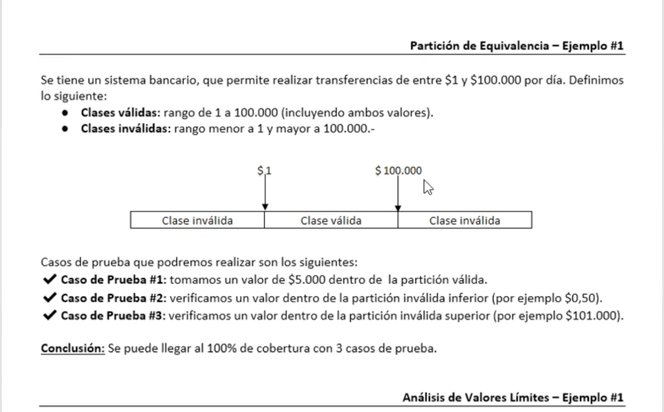 Partición de Equivalencia – Ejemplo #1
Se tiene un sistema bancario, que permite realizar transferencias de entre $1 y $100.000 por día. Definimos
lo siguiente:
• Clases válidas: rango de 1 a 100.000 (incluyendo ambos valores).
• Clases inválidas: rango menor a 1 y mayor a 100.000.-
$1 $100.000
Clase inválida Clase válida Clase inválida
Casos de prueba que podremos realizar son los siguientes:
✔ Caso de Prueba #1: tomamos un valor de $5.000 dentro de la partición válida.
✔ Caso de Prueba #2: verificamos un valor dentro de la partición inválida inferior (por ejemplo $0,50).
✔ Caso de Prueba #3: verificamos un valor dentro de la partición inválida superior (por ejemplo $101.000).
Conclusión: Se puede llegar al 100% de cobertura con 3 casos de prueba.
Análisis de Valores Límites – Ejemplo #1